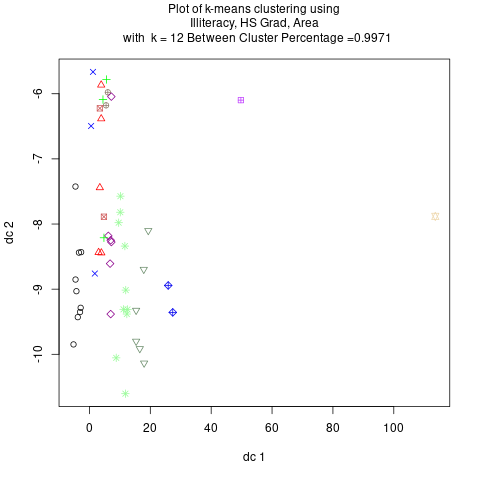 Plot of k-means clustering using
Illiteracy, HS Grad, Area
with k = 12 Between Cluster Percentage =0.9971
-6
-7
-8
-9
-10
dc 2
0 20 40 60 80 100
dc 1